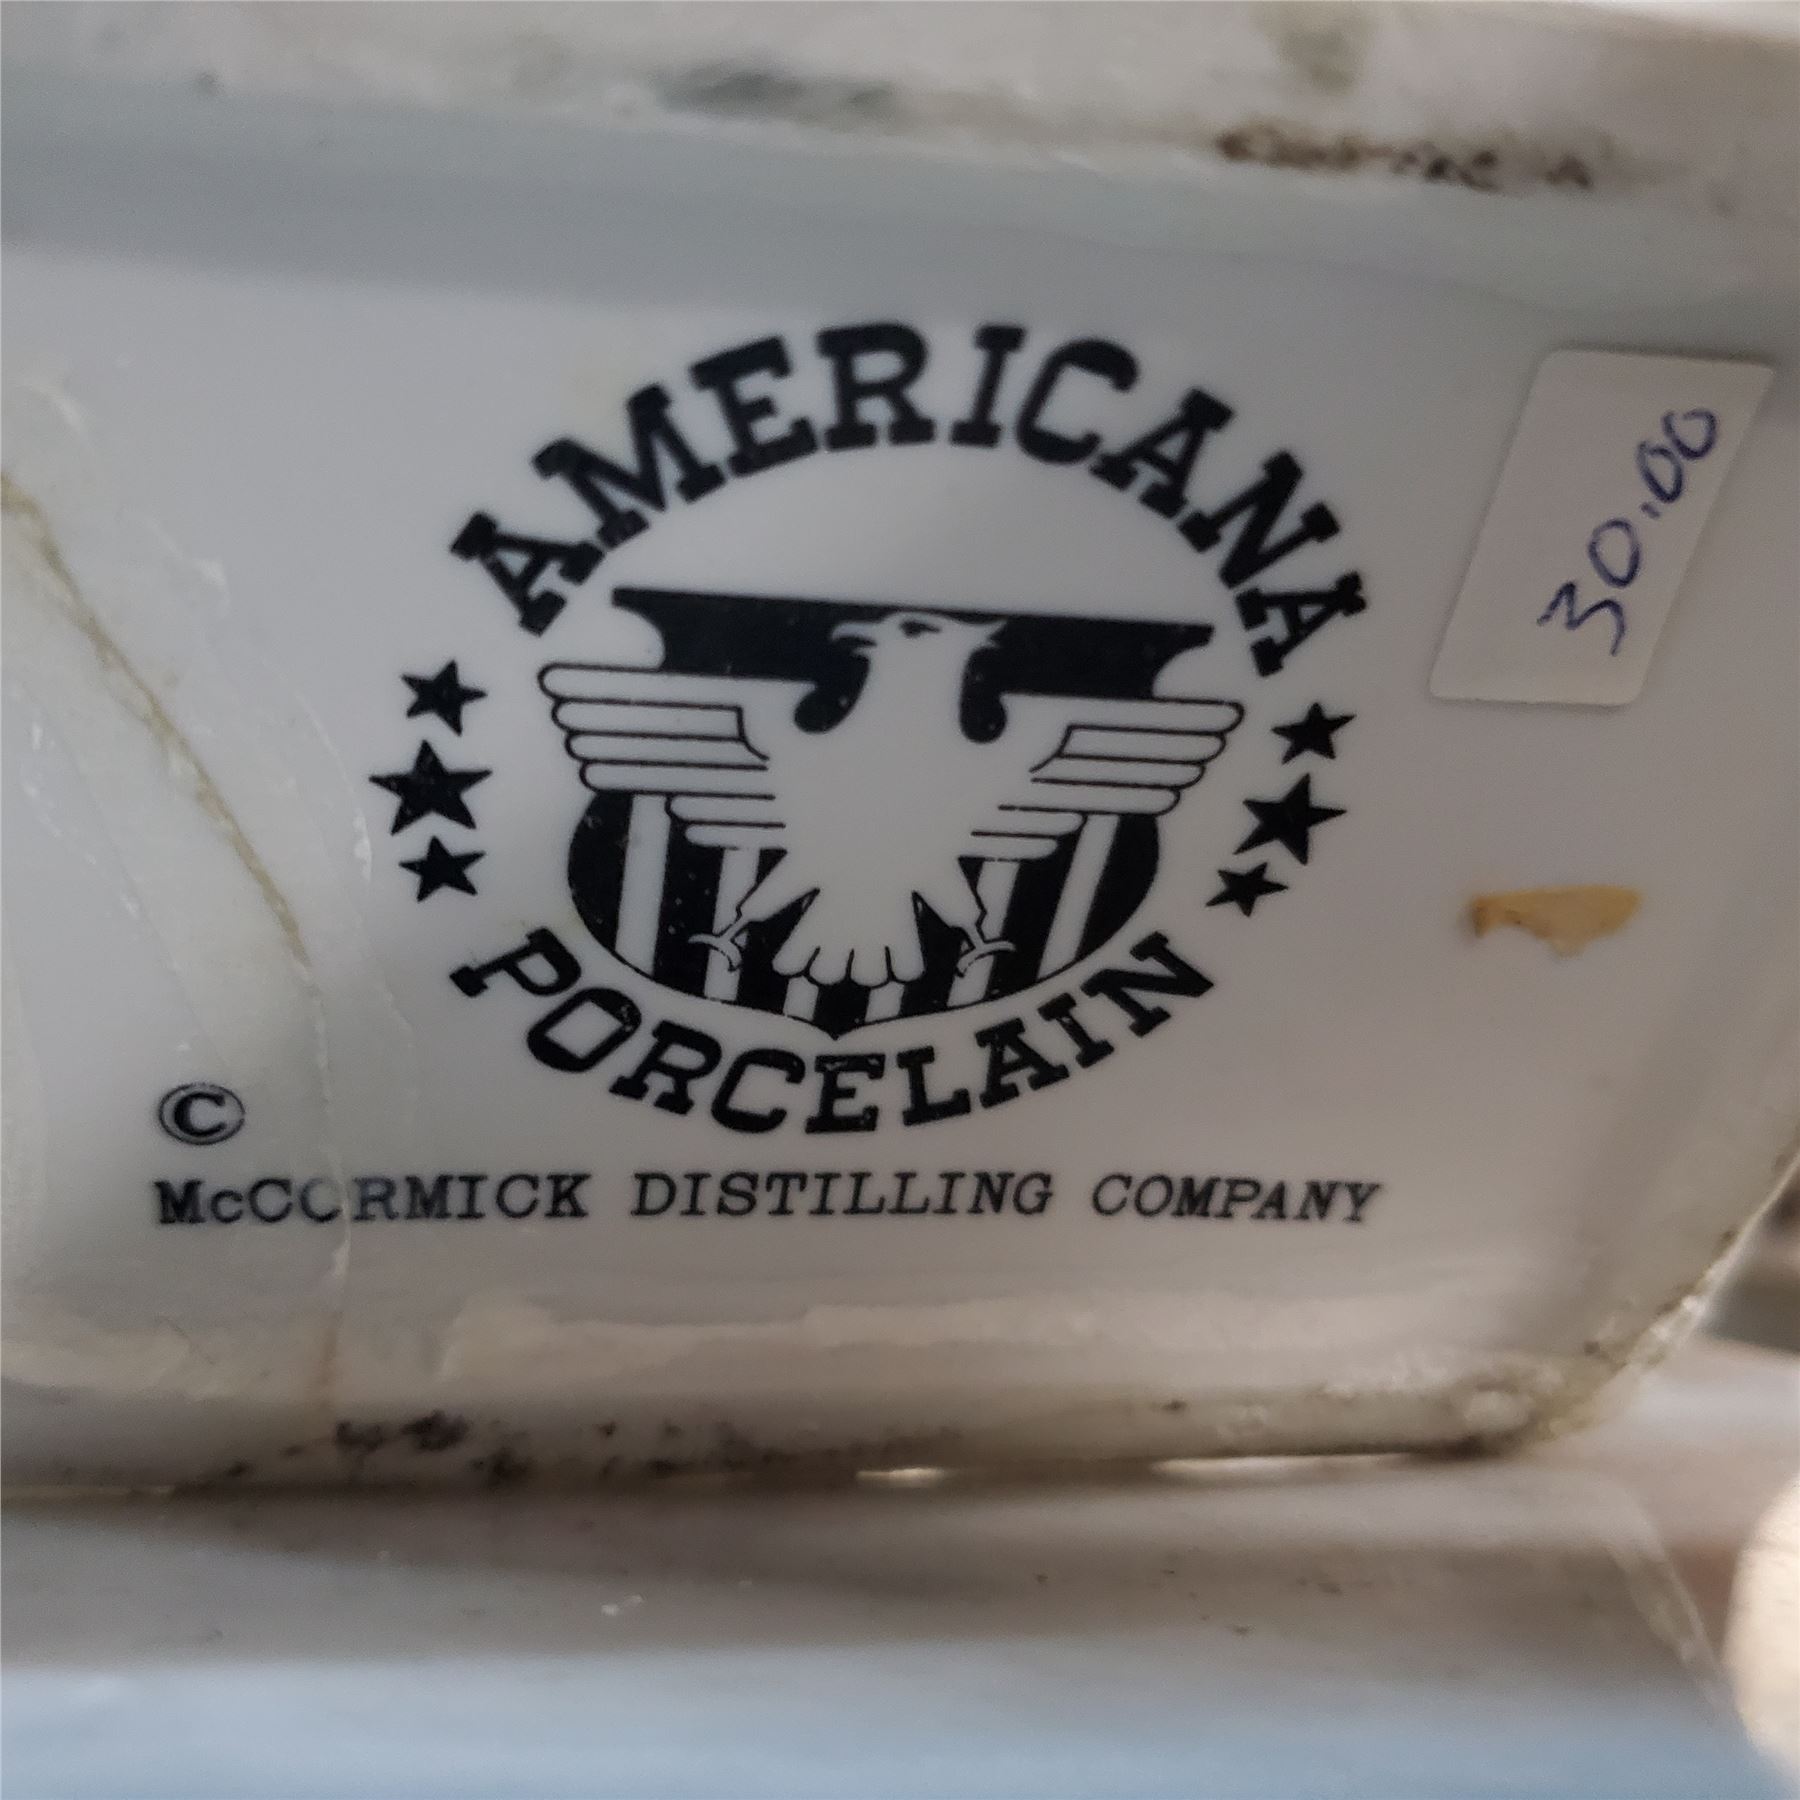 AMERICANA
30.00
PORCELAIN
©
McCORMICK DISTILLING COMPANY